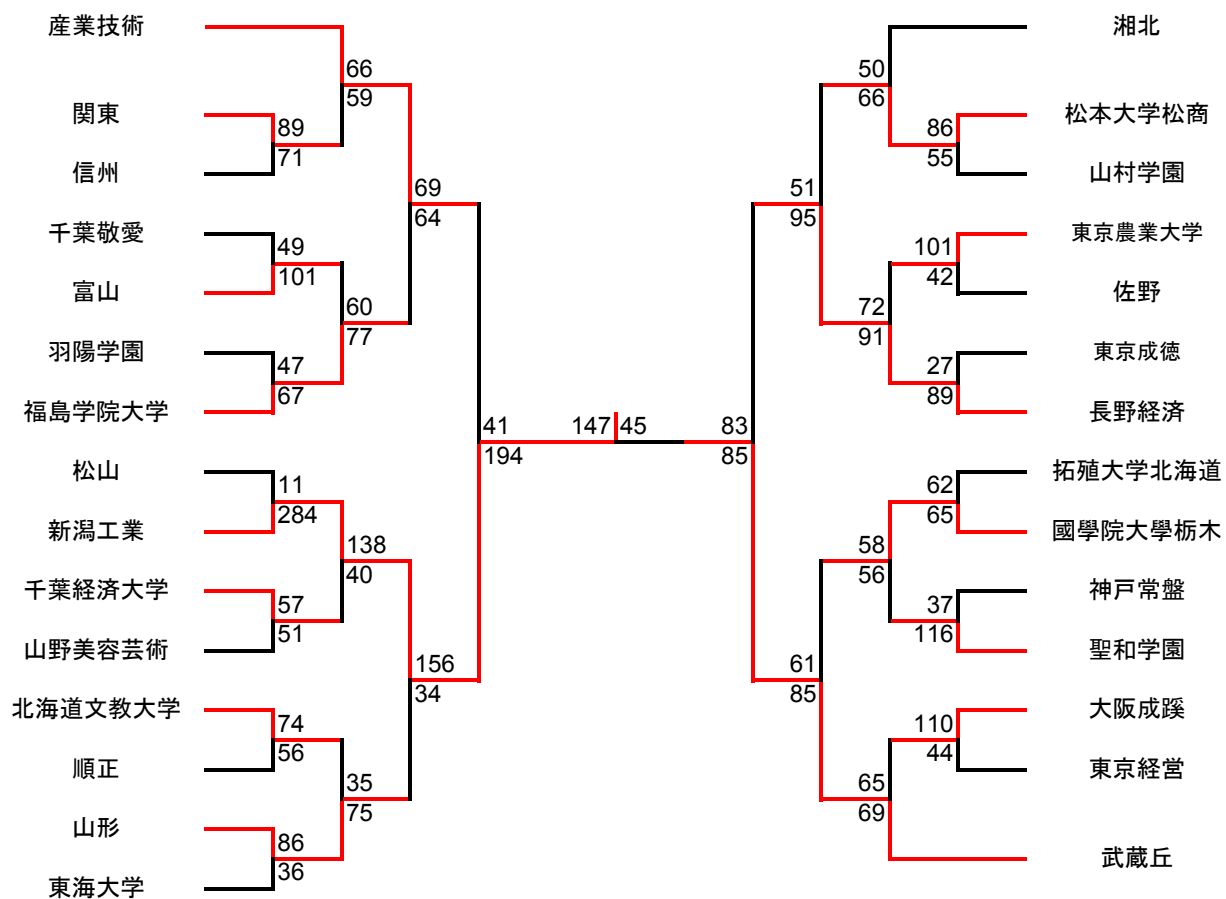 産業技術
関東
信州
千葉敬愛
富山
羽陽学園
福島学院大学
松山
新潟工業
千葉経済大学
山野美容芸術
北海道文教大学
順正
山形
東海大学
89
71
49
101
47
67
11
284
57
51
74
56
86
36
66
59
60
77
138
40
35
75
69
64
156
34
41
194
147
45
83
85
51
95
61
85
50
66
72
91
58
56
65
69
86
55
101
42
27
89
62
65
37
116
110
44
湘北
松本大学松商
山村学園
東京農業大学
佐野
東京成徳
長野経済
拓殖大学北海道
國學院大學栃木
神戸常盤
聖和学園
大阪成蹊
東京経営
武蔵丘